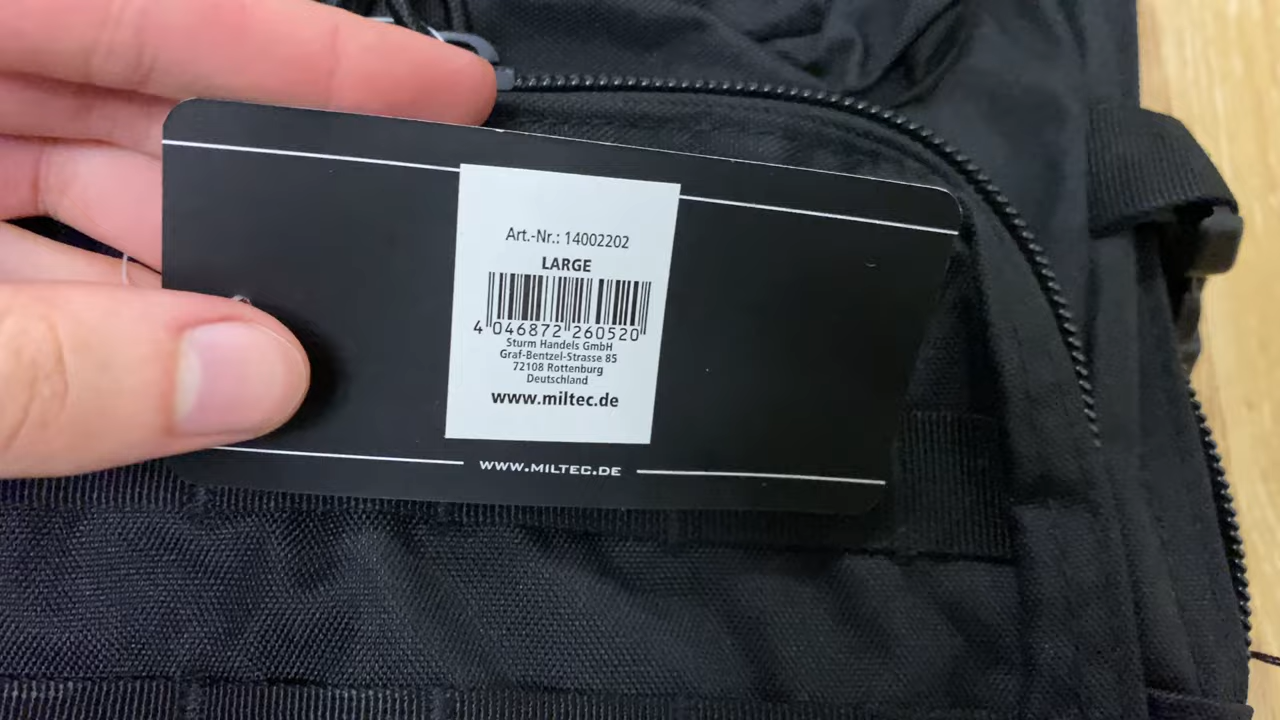 Art.-Nr.: 14002202
LARGE
4 046872 260520
Sturm Handels GmbH
Graf-Bentzel-Strasse 85
72108 Rottenburg
Deutschland
www.miltec.de
WWW.MILTEC.DE